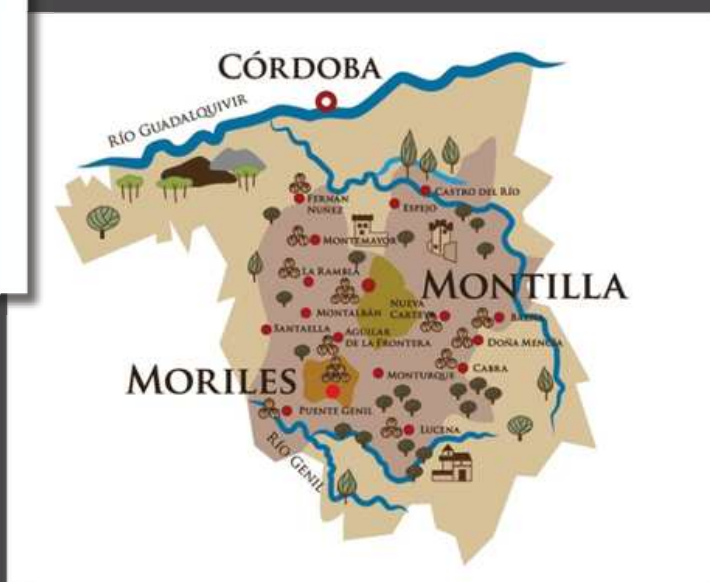 CÓRDOBA
RÍO GUADALQUIVIR
CASTRO DEL RÍO
FERNÁN
NUÑEZ
ESPEJO
MONTEMAYOR
LA RAMBLA
MONTILLA
NUEVA
CARTEYA
MONTALBÁN
BAENA
SANTAELLA
AGUILAR
DE LA FRONTERA
DOÑA MENCÍA
MORILES
MONTURQUE
CABRA
PUENTE GENIL
LUCENA
RÍO GENIL